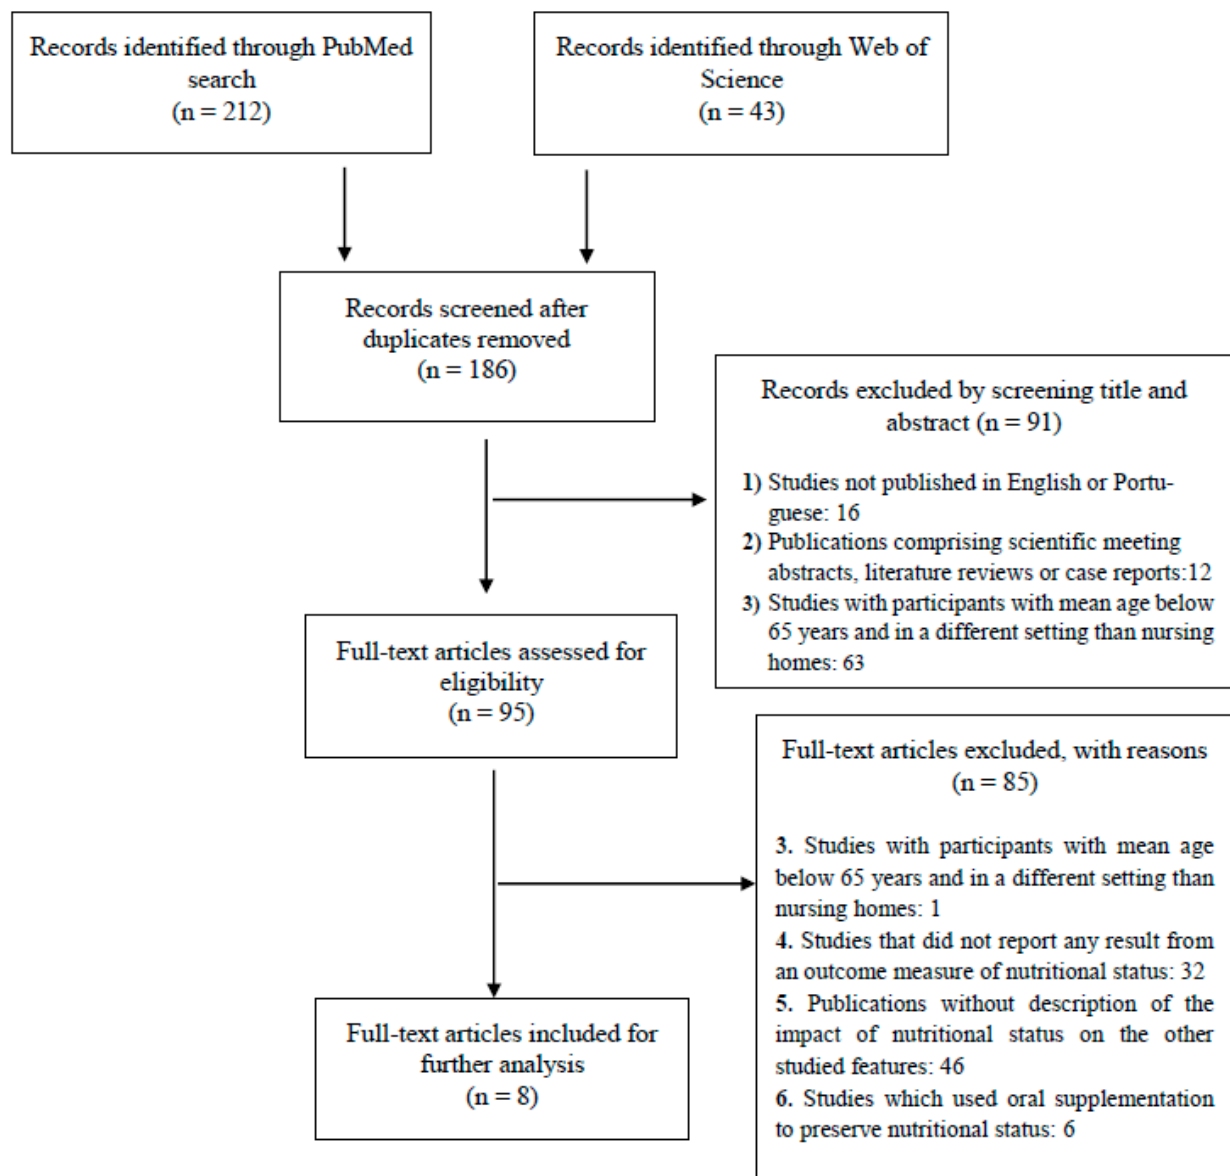 Records identified through PubMed
search
(n = 212)
Records identified through Web of
Science
(n = 43)
Records screened after
duplicates removed
(n = 186)
Records excluded by screening title and
abstract (n = 91)
1) Studies not published in English or Portu-
guese: 16
2) Publications comprising scientific meeting
abstracts, literature reviews or case reports:12
3) Studies with participants with mean age below
65 years and in a different setting than nursing
homes: 63
Full-text articles assessed for
eligibility
(n = 95)
Full-text articles excluded, with reasons
(n = 85)
3. Studies with participants with mean age
below 65 years and in a different setting than
nursing homes: 1
4. Studies that did not report any result from
an outcome measure of nutritional status: 32
5. Publications without description of the
impact of nutritional status on the other
studied features: 46
6. Studies which used oral supplementation
to preserve nutritional status: 6
Full-text articles included for
further analysis
(n = 8)